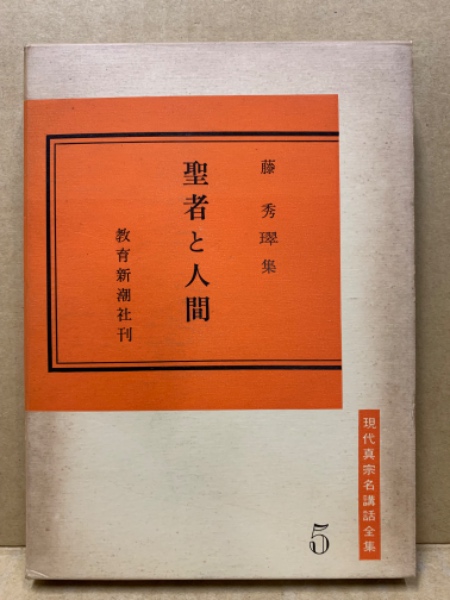 藤秀璻集
聖者と人間
教育新潮社刊
現代真宗名講話全集
5